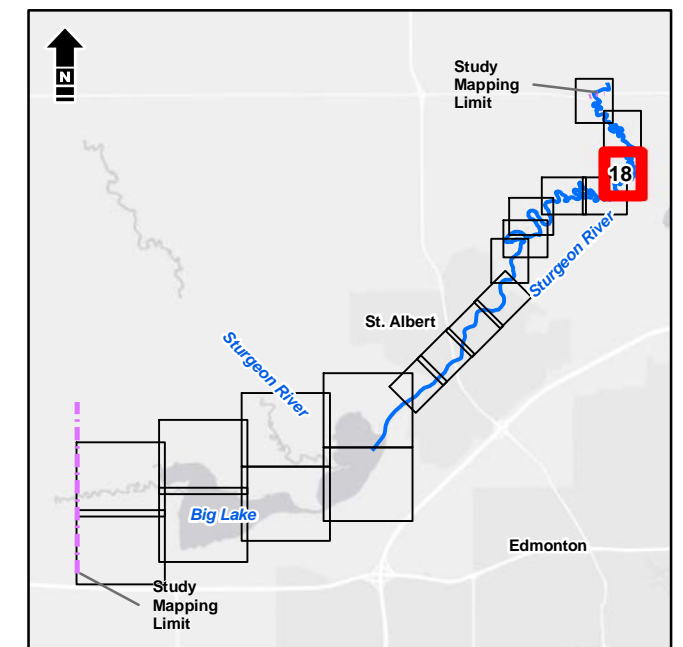 N
Study
Mapping
Limit
18
Sturgeon River
St. Albert
Sturgeon River
Big Lake
Edmonton
Study
Mapping
Limit